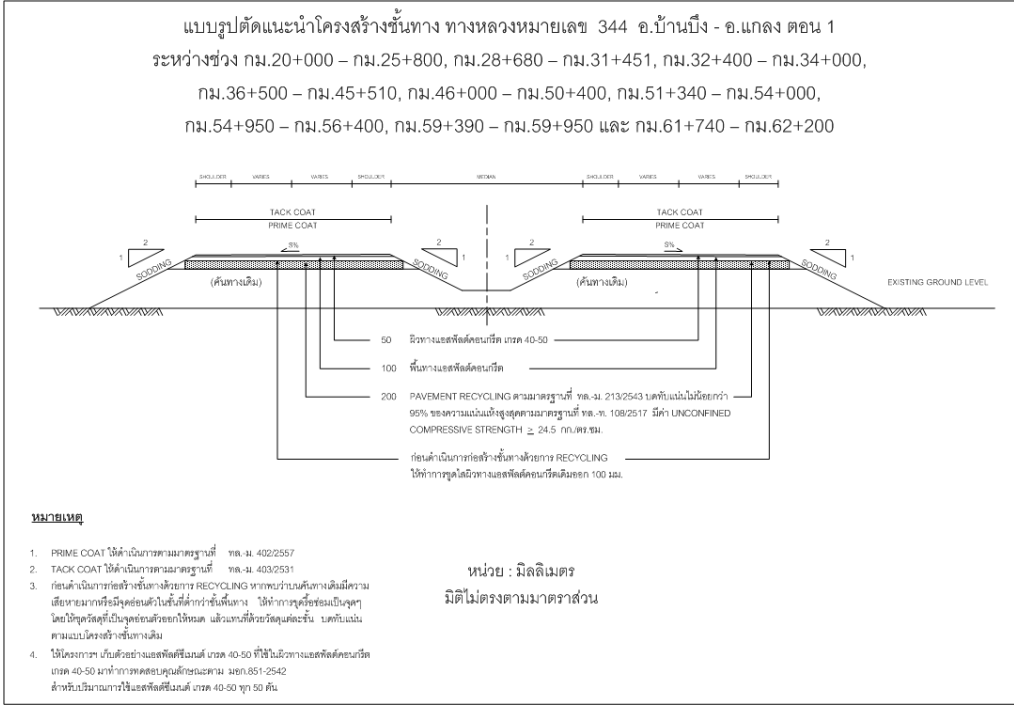 แบบรูปตัดแนะนำโครงสร้างชั้นทาง ทางหลวงหมายเลข 344 อ.บ้านบึง - อ.แกลง ตอน 1
ระหว่างช่วง กม.20+000 – กม.25+800, กม.28+680 – กม.31+451, กม.32+400 – กม.34+000,
กม.36+500 – กม.45+510, กม.46+000 – กม.50+400, กม.51+340 – กม.54+000,
กม.54+950 – กม.56+400, กม.59+390 – กม.59+950 และ กม.61+740 – กม.62+200
SHOULDER VARIES VARIES SHOULDER MEDIAN SHOULDER VARIES VARIES SHOULDER
TACK COAT TACK COAT
PRIME COAT PRIME COAT
2 S% 2 2 S% 2
1 SODDING SODDING 1 1 SODDING SODDING 1
(คันทางเดิม) (คันทางเดิม) EXISTING GROUND LEVEL
50 ผิวทางแอสฟัลต์คอนกรีต เกรด 40-50
100 พื้นทางแอสฟัลต์คอนกรีต
200 PAVEMENT RECYCLING ตามมาตรฐานที่ ทล.-ม. 213/2543 บดทับแน่นไม่น้อยกว่า
95% ของความแน่นแห้งสูงสุดตามมาตรฐานที่ ทล.-ท. 108/2517 มีค่า UNCONFINED
COMPRESSIVE STRENGTH ≥ 24.5 กก./ตร.ซม.
ก่อนดำเนินการก่อสร้างชั้นทางด้วยการ RECYCLING
ให้ทำการขูดไสผิวทางแอสฟัลต์คอนกรีตเดิมออก 100 มม.
หมายเหตุ
1. PRIME COAT ให้ดำเนินการตามมาตรฐานที่ ทล.-ม. 402/2557
2. TACK COAT ให้ดำเนินการตามมาตรฐานที่ ทล.-ม. 403/2531
3. ก่อนดำเนินการก่อสร้างชั้นทางด้วยการ RECYCLING หากพบว่าบนคันทางเดิมมีความ
เสียหายมากหรือมีจุดอ่อนตัวในชั้นที่ต่ำกว่าชั้นพื้นทาง ให้ทำการขุดรื้อซ่อมเป็นจุดๆ
โดยให้ขุดวัสดุที่เป็นจุดอ่อนตัวออกให้หมด แล้วแทนที่ด้วยวัสดุแต่ละชั้น บดทับแน่น
ตามแบบโครงสร้างชั้นทางเดิม
4. ให้โครงการฯ เก็บตัวอย่างแอสฟัลต์ซีเมนต์ เกรด 40-50 ที่ใช้ในผิวทางแอสฟัลต์คอนกรีต
เกรด 40-50 มาทำการทดสอบคุณลักษณะตาม มอก.851-2542
สำหรับปริมาณการใช้แอสฟัลต์ซีเมนต์ เกรด 40-50 ทุก 50 ตัน
หน่วย : มิลลิเมตร
มิติไม่ตรงตามมาตราส่วน